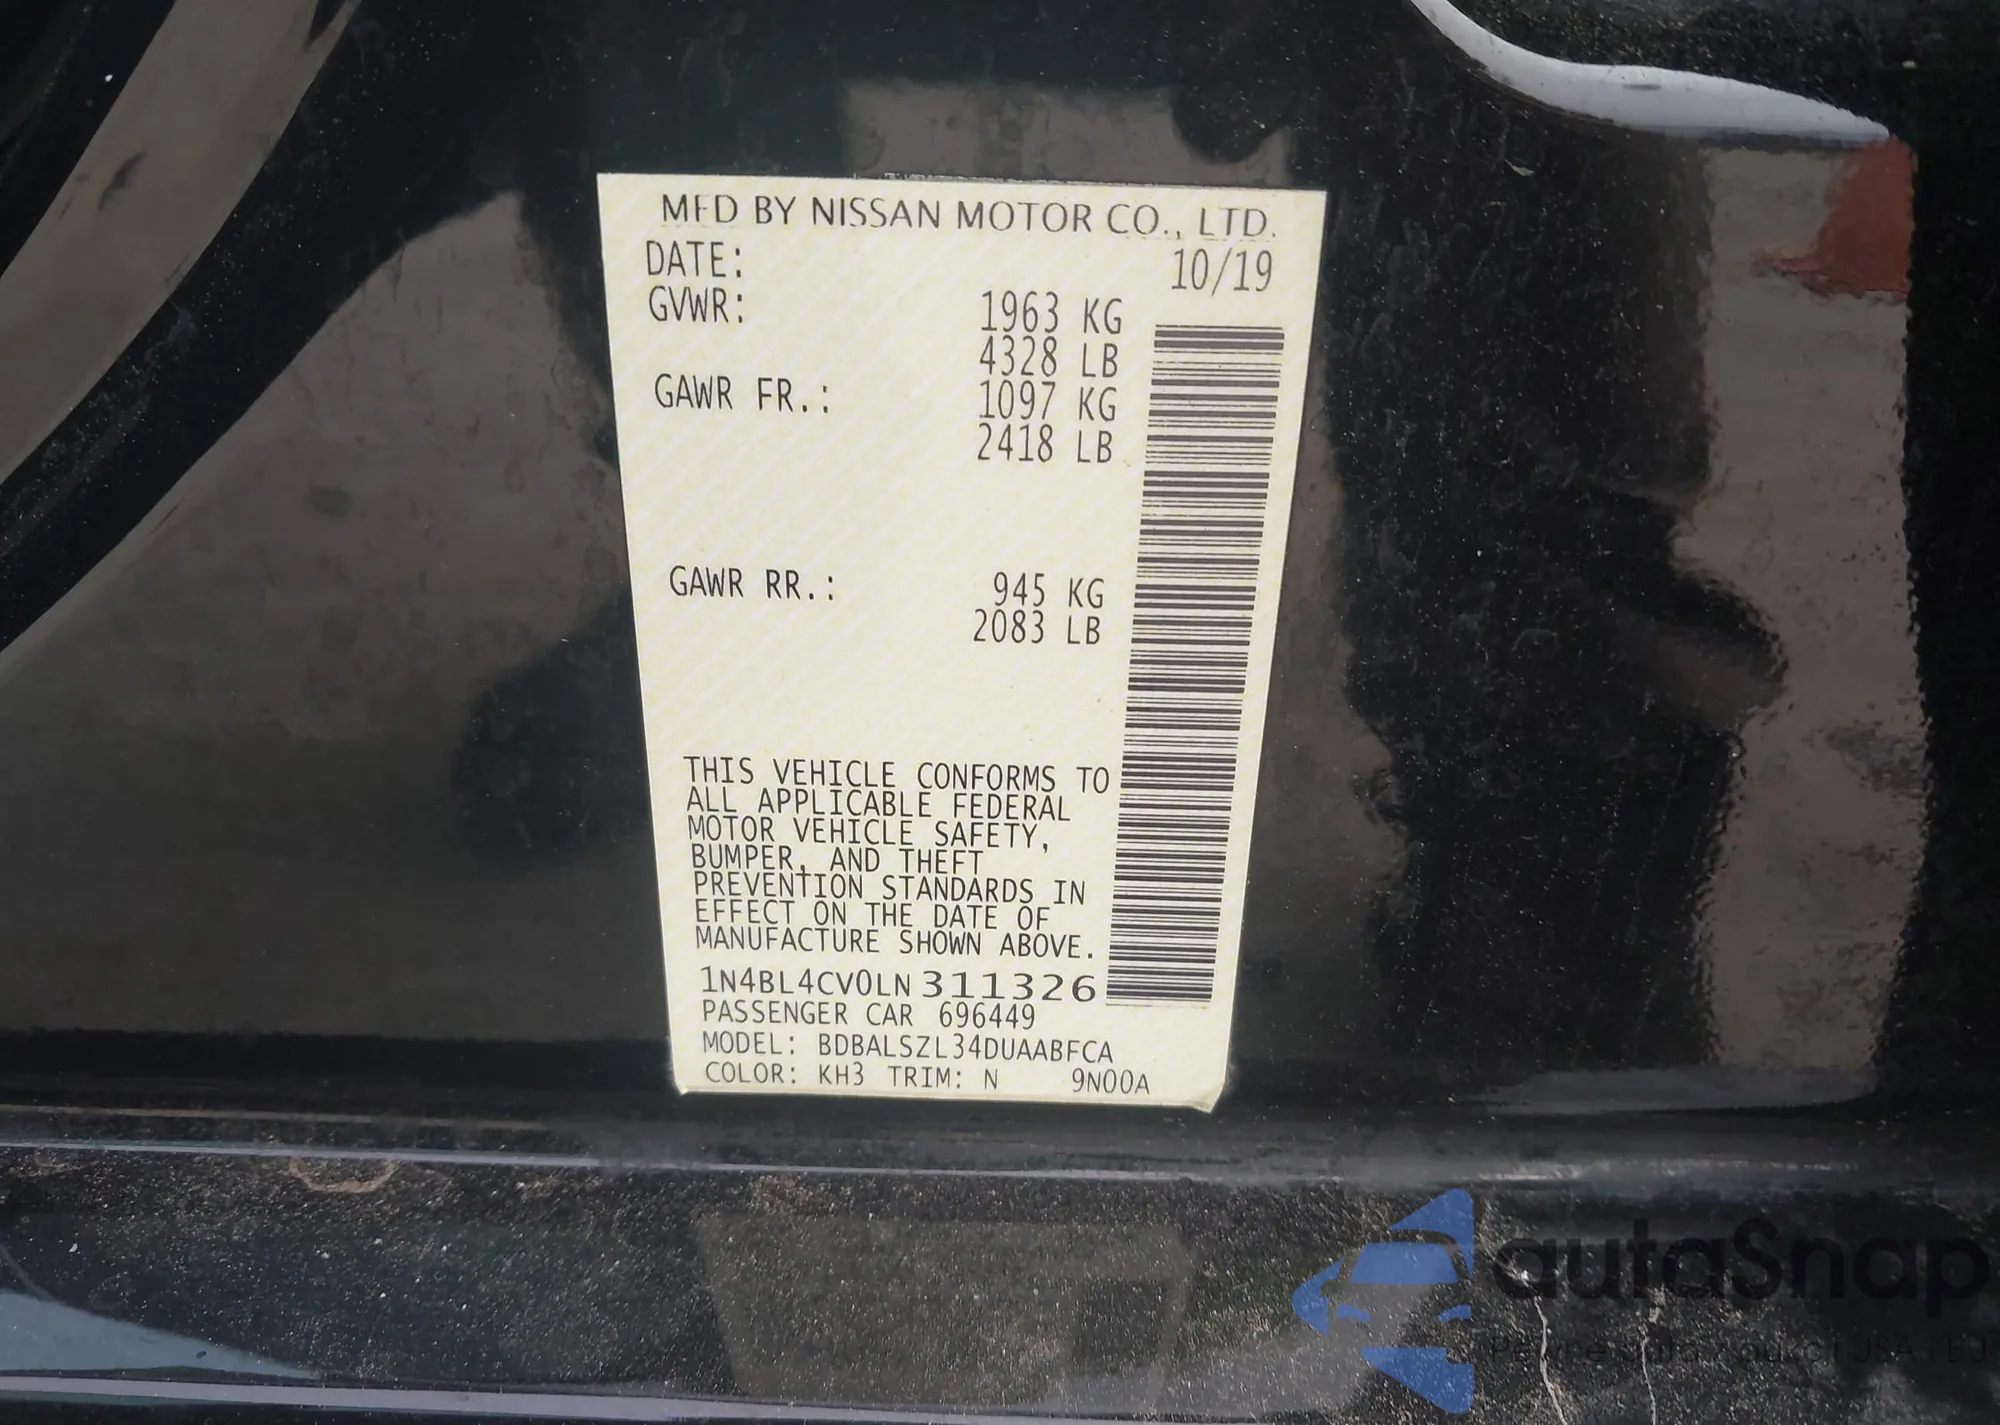 MFD BY NISSAN MOTOR CO., LTD.
DATE: 10/19
GVWR: 1963 KG
4328 LB
GAWR FR.: 1097 KG
2418 LB
GAWR RR.: 945 KG
2083 LB
THIS VEHICLE CONFORMS TO
ALL APPLICABLE FEDERAL
MOTOR VEHICLE SAFETY,
BUMPER, AND THEFT
PREVENTION STANDARDS IN
EFFECT ON THE DATE OF
MANUFACTURE SHOWN ABOVE.
1N4BL4CV0LN311326
PASSENGER CAR 696449
MODEL: BDBALSZL34DUAABFCA
COLOR: KH3 TRIM: N 9N00A
autaSnap
Pewne auta z